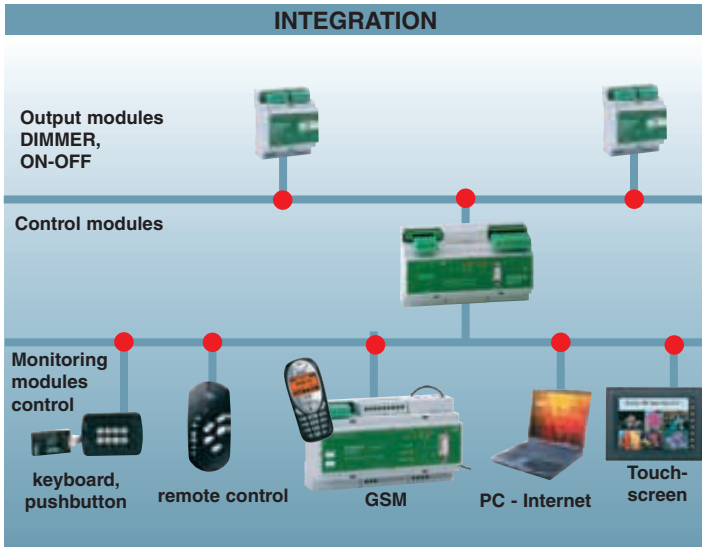 INTEGRATION
Output modules
DIMMER,
ON-OFF
Control modules
Monitoring
modules
control
keyboard,
pushbutton
remote control
GSM
PC - Internet
Touch-
screen